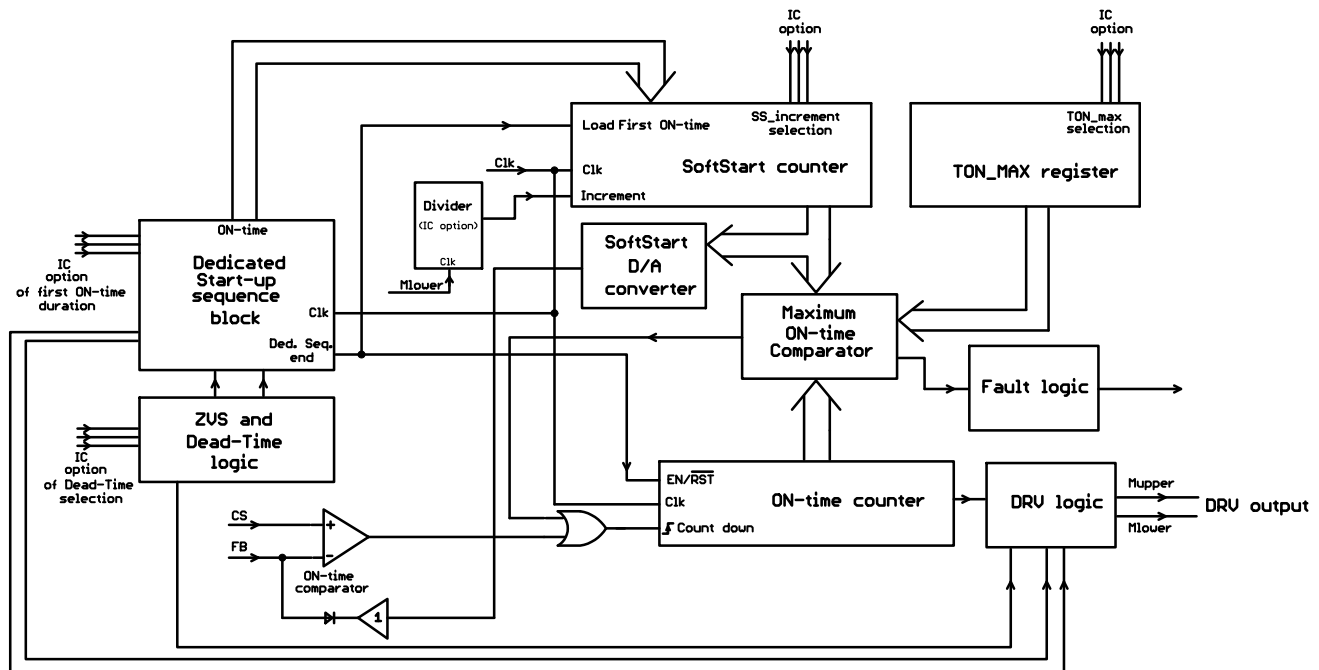 IC
option
IC
option
Load First ON-time
SS_increment
selection
TON_max
selection
Clk
Clk
SoftStart counter
TON_MAX register
Increment
Divider
(IC option)
Clk
Mlower
ON-time
Dedicated
Start-up
sequence
block
IC
option
of first ON-time
duration
Clk
Ded. Seq.
end
SoftStart
D/A
converter
Maximum
ON-time
Comparator
Fault logic
ZVS and
Dead-Time
logic
IC
option
of Dead-Time
selection
EN/RST
Clk
Count down
ON-time counter
DRV logic
Mupper
Mlower
DRV output
CS
FB
+
-
ON-time
comparator
1